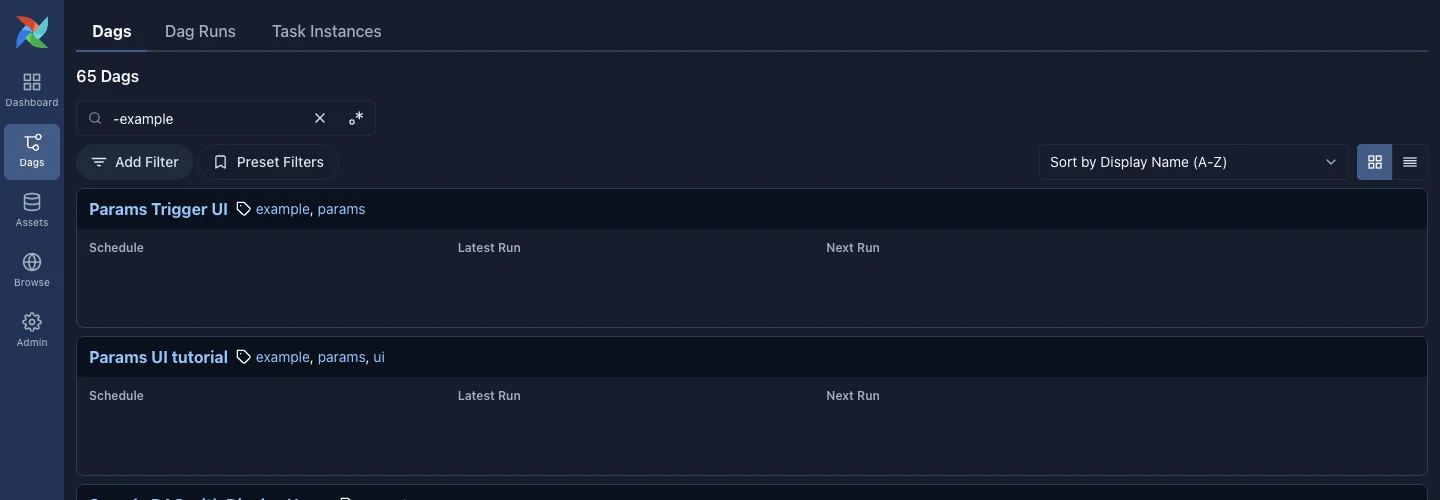 Dags Dag Runs Task Instances
65 Dags
Dashboard
-example
Dags
Add Filter Preset Filters Sort by Display Name (A-Z)
Params Trigger UI example, params
Assets
Schedule Latest Run Next Run
Browse
Admin
Params UI tutorial example, params, ui
Schedule Latest Run Next Run